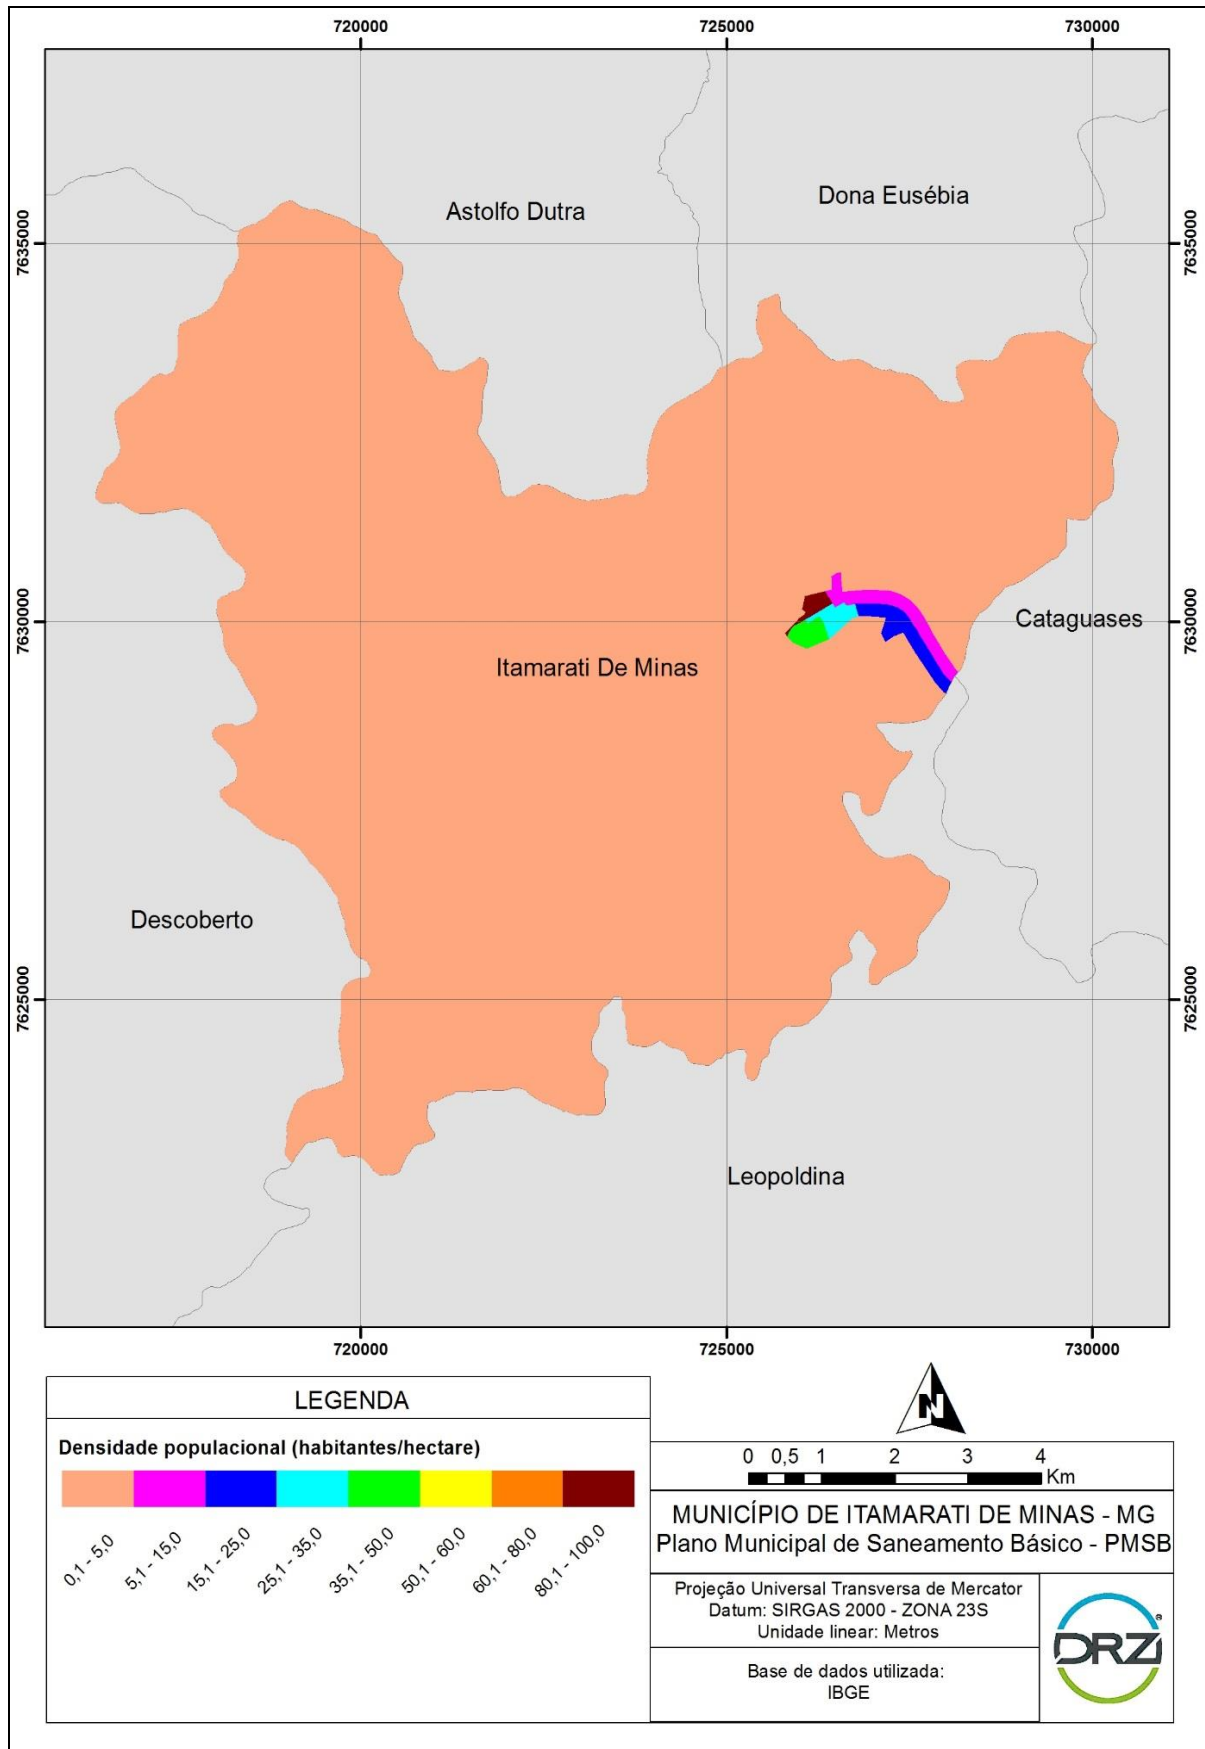 720000
725000
730000
Astolfo Dutra
Dona Eusébia
7635000
7635000
7630000
7630000
Cataguases
Itamarati De Minas
Descoberto
7625000
7625000
Leopoldina
720000
725000
730000
LEGENDA
Densidade populacional (habitantes/hectare)
0,1 - 5,0
5,1 - 15,0
15,1 - 25,0
25,1 - 35,0
35,1 - 50,0
50,1 - 60,0
60,1 - 80,0
80,1 - 100,0
N
0 0,5 1 2 3 4
Km
MUNICÍPIO DE ITAMARATI DE MINAS - MG
Plano Municipal de Saneamento Básico - PMSB
Projeção Universal Transversa de Mercator
Datum: SIRGAS 2000 - ZONA 23S
Unidade linear: Metros
Base de dados utilizada:
IBGE
DRZ®